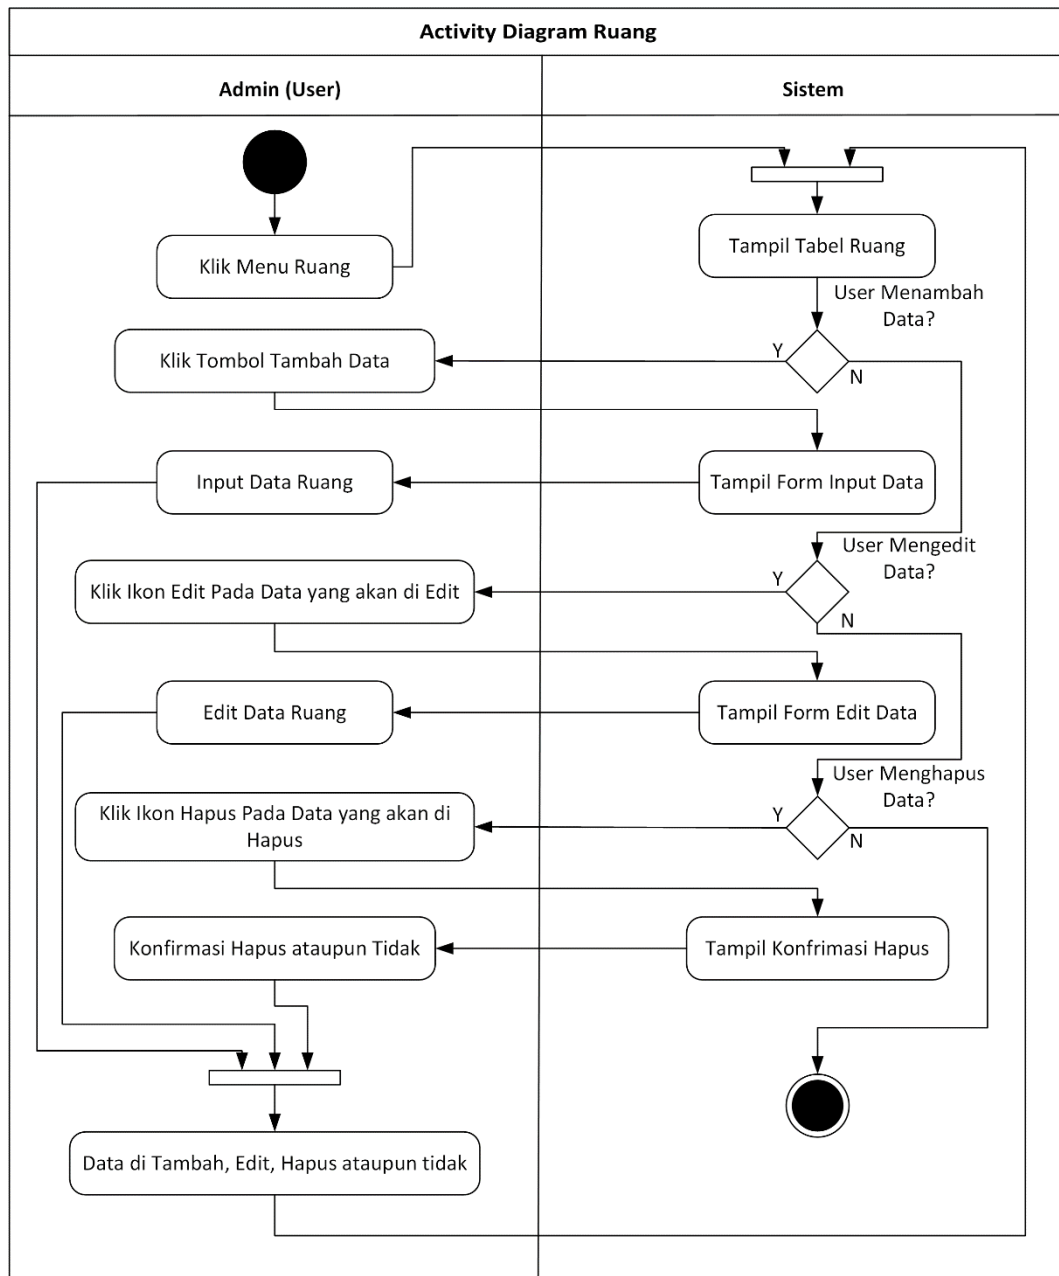 Activity Diagram Ruang
Admin (User)
Sistem
Klik Menu Ruang
Tampil Tabel Ruang
User Menambah
Data?
Klik Tombol Tambah Data
Y
N
Input Data Ruang
Tampil Form Input Data
User Mengedit
Data?
Klik Ikon Edit Pada Data yang akan di Edit
Y
N
Edit Data Ruang
Tampil Form Edit Data
User Menghapus
Data?
Klik Ikon Hapus Pada Data yang akan di
Hapus
Y
N
Konfirmasi Hapus ataupun Tidak
Tampil Konfrimasi Hapus
Data di Tambah, Edit, Hapus ataupun tidak